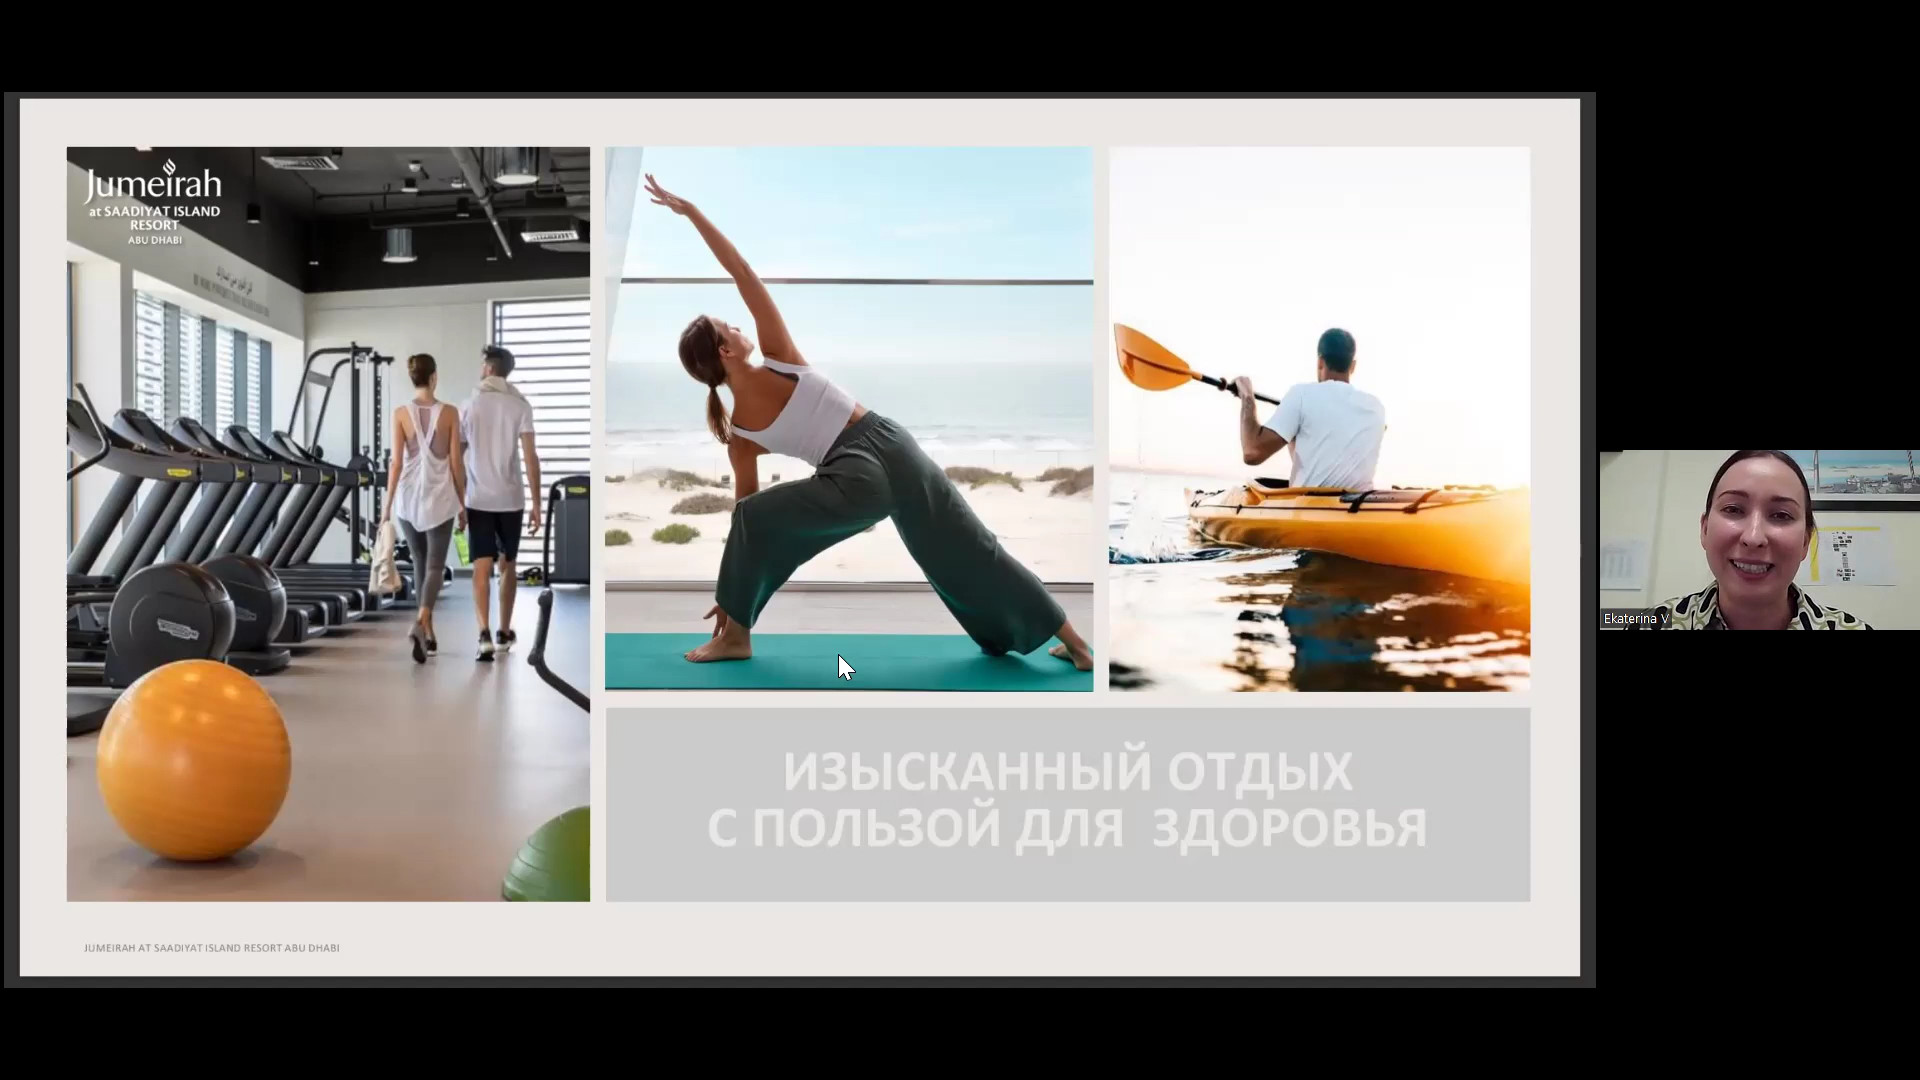 Jumeirah
at SAADIYAT ISLAND
RESORT
ABU DHABI
ИЗЫСКАННЫЙ ОТДЫХ
С ПОЛЬЗОЙ ДЛЯ ЗДОРОВЬЯ
JUMEIRAH AT SAADIYAT ISLAND RESORT ABU DHABI
Ekaterina V